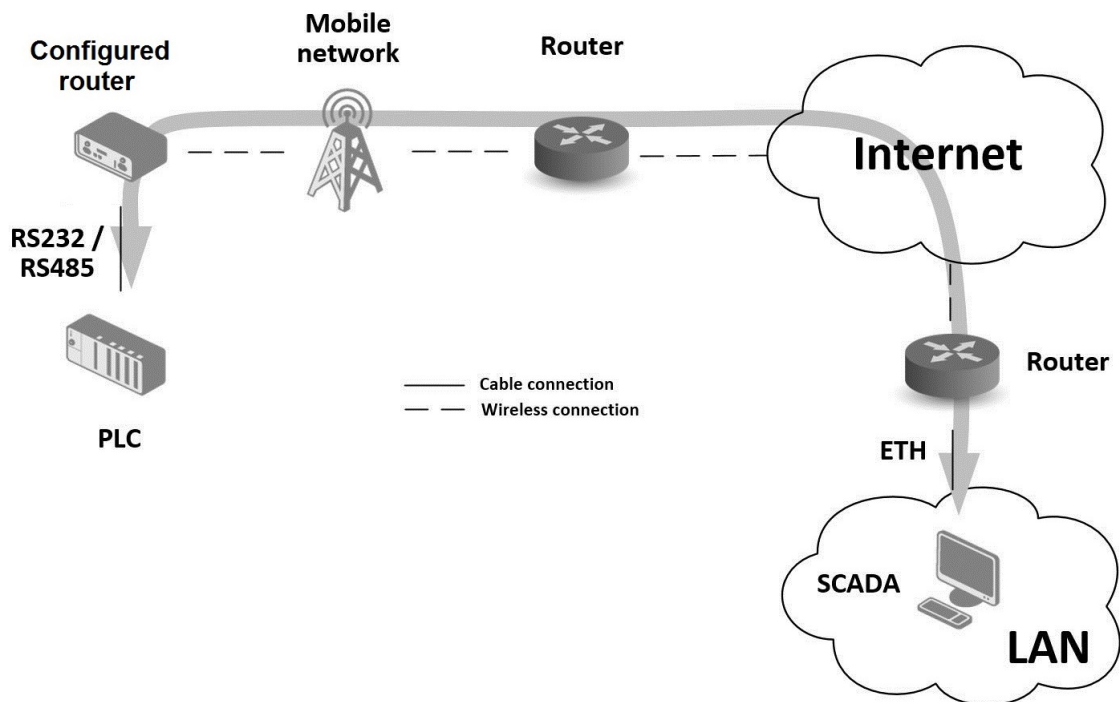 Mobile
network
Router
Configured
router
Internet
RS232 /
RS485
Router
Cable connection
Wireless connection
PLC
ETH
SCADA
LAN